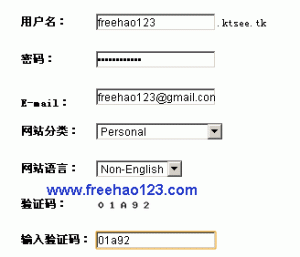 用户名： freehao123 .ktsee.tk
密码： ************
E-mail： freehao123@gmail.con
网站分类： Personal
网站语言： Non-English
www.freehao123.com
验证码： 01A92
输入验证码： 01a92